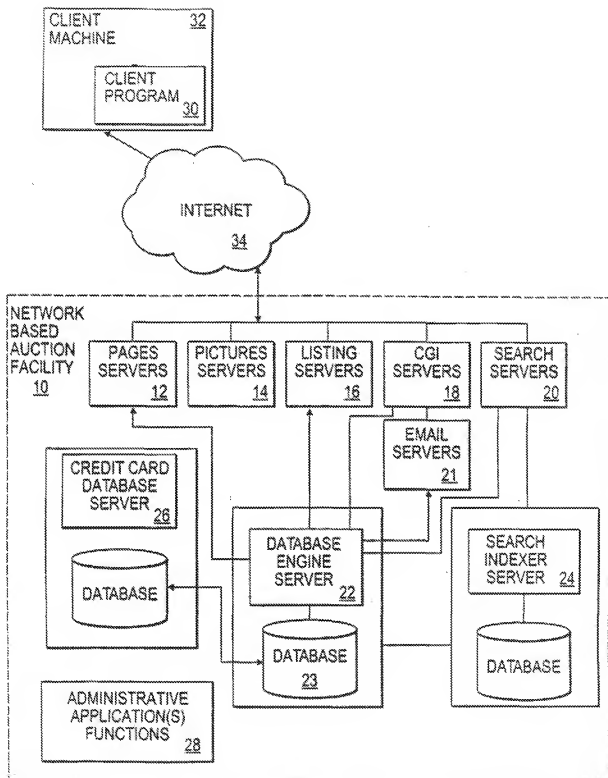 CLIENT
MACHINE
32
CLIENT
PROGRAM
30
INTERNET
34
NETWORK
BASED
AUCTION
FACILITY
10
PAGES
SERVERS
12
PICTURES
SERVERS
14
LISTING
SERVERS
16
CGI
SERVERS
18
SEARCH
SERVERS
20
EMAIL
SERVERS
21
CREDIT CARD
DATABASE
SERVER
26
DATABASE
DATABASE
ENGINE
SERVER
22
DATABASE
23
SEARCH
INDEXER
SERVER
24
DATABASE
ADMINISTRATIVE
APPLICATION(S)
FUNCTIONS
28